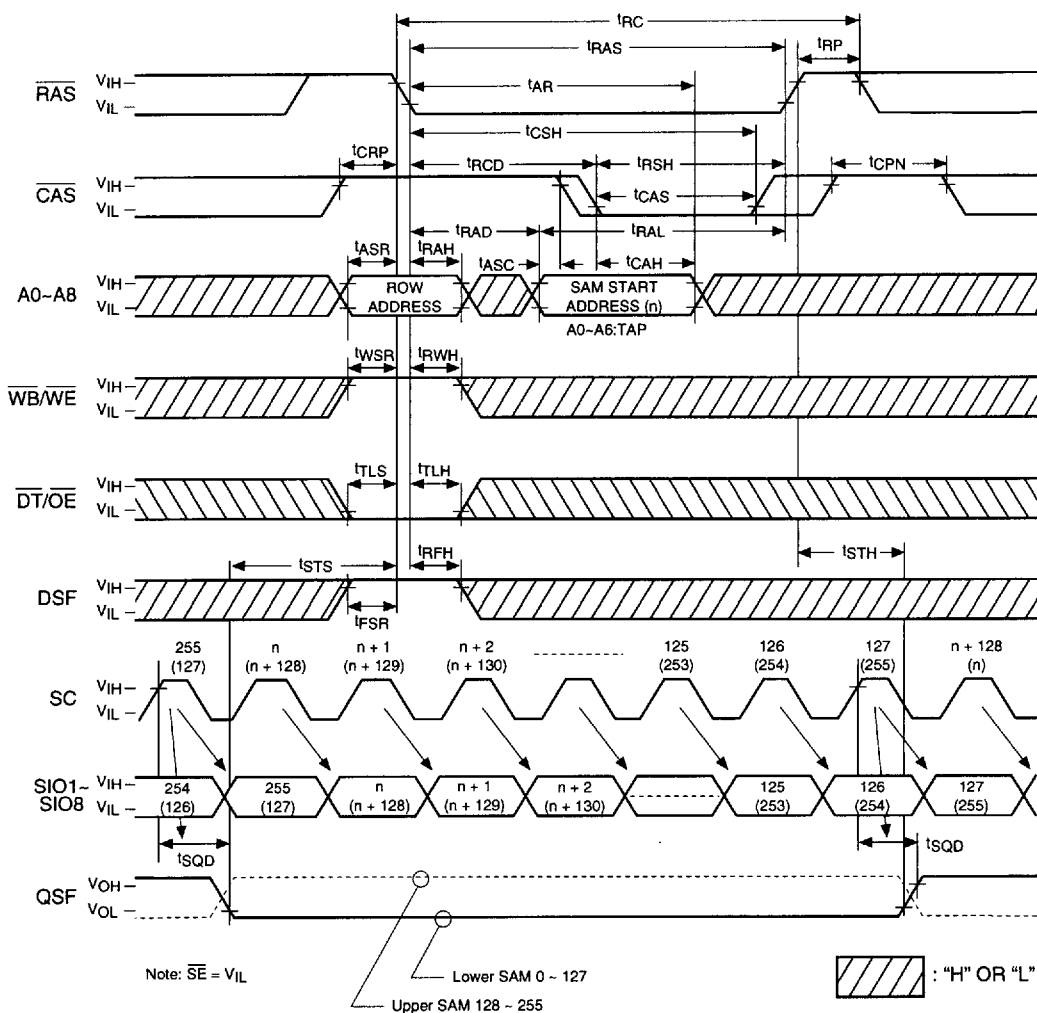 tRC
tRAS
tRP
RAS
VIH
VIL
tAR
tCSH
tCRP
tRCD
tRSH
tCPN
CAS
VIH
VIL
tCAS
tRAD
tRAL
tASR
tRAH
tASC
tCAH
A0~A8
VIH
VIL
ROW
ADDRESS
SAM START
ADDRESS (n)
A0~A6:TAP
tWSR
tRWH
WB/WE
VIH
VIL
tTLS
tTLH
DT/OE
VIH
VIL
tSTS
tRFH
tSTH
DSF
VIH
VIL
tFSR
255
(127)
n
(n + 128)
n + 1
(n + 129)
n + 2
(n + 130)
125
(253)
126
(254)
127
(255)
n + 128
(n)
SC
VIH
VIL
SIO1~
SIO8
VIH
VIL
254
(126)
255
(127)
n
(n + 128)
n + 1
(n + 129)
n + 2
(n + 130)
125
(253)
126
(254)
127
(255)
tSQD
tSQD
QSF
VOH
VOL
Note: SE = VIL
Lower SAM 0 ~ 127
Upper SAM 128 ~ 255
: "H" OR "L"